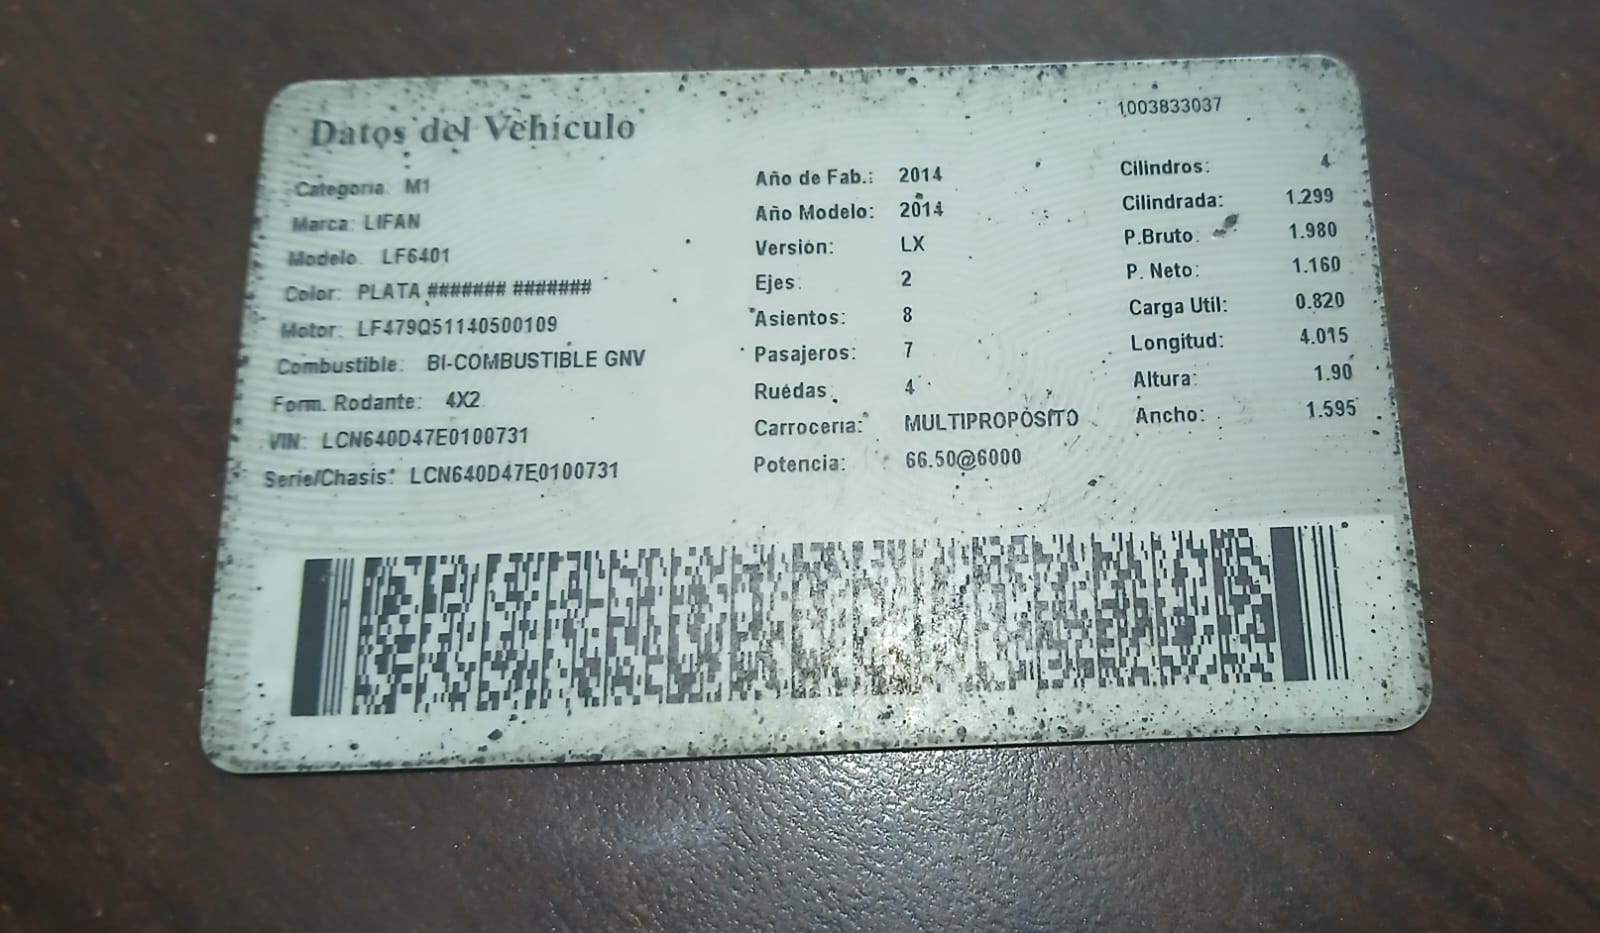 1003833037
Datos del Vehículo
Categoria: M1
Marca: LIFAN
Modelo. LF6401
Color: PLATA ####### #######
Motor: LF479Q51140500109
Combustible. BI-COMBUSTIBLE GNV
Form. Rodante: 4X2
VIN: LCN640D47E0100731
Serie/Chasis: LCN640D47E0100731
Año de Fab.: 2014
Año Modelo: 2014
Versión: LX
Ejes: 2
Asientos: 8
Pasajeros: 7
Ruedas. 4
Carrocería: MULTIPROPÓSITO
Potencia: 66.50@6000
Cilindros: 4
Cilindrada: 1.299
P.Bruto. 1.980
P. Neto: 1.160
Carga Util: 0.820
Longitud: 4.015
Altura: 1.90
Ancho: 1.595